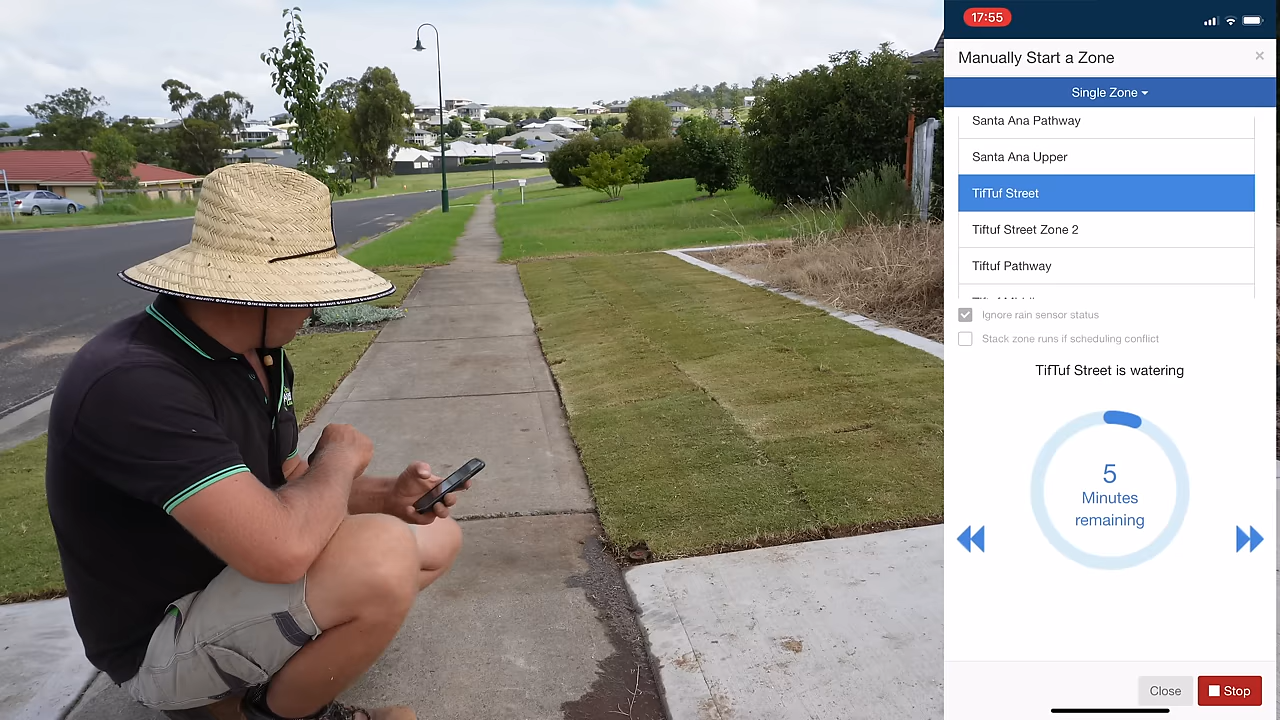 17:55
Manually Start a Zone
×
Single Zone
Santa Ana Pathway
Santa Ana Upper
TifTuf Street
Tiftuf Street Zone 2
Tiftuf Pathway
Ignore rain sensor status
Stack zone runs if scheduling conflict
TifTuf Street is watering
5
Minutes
remaining
Close
Stop